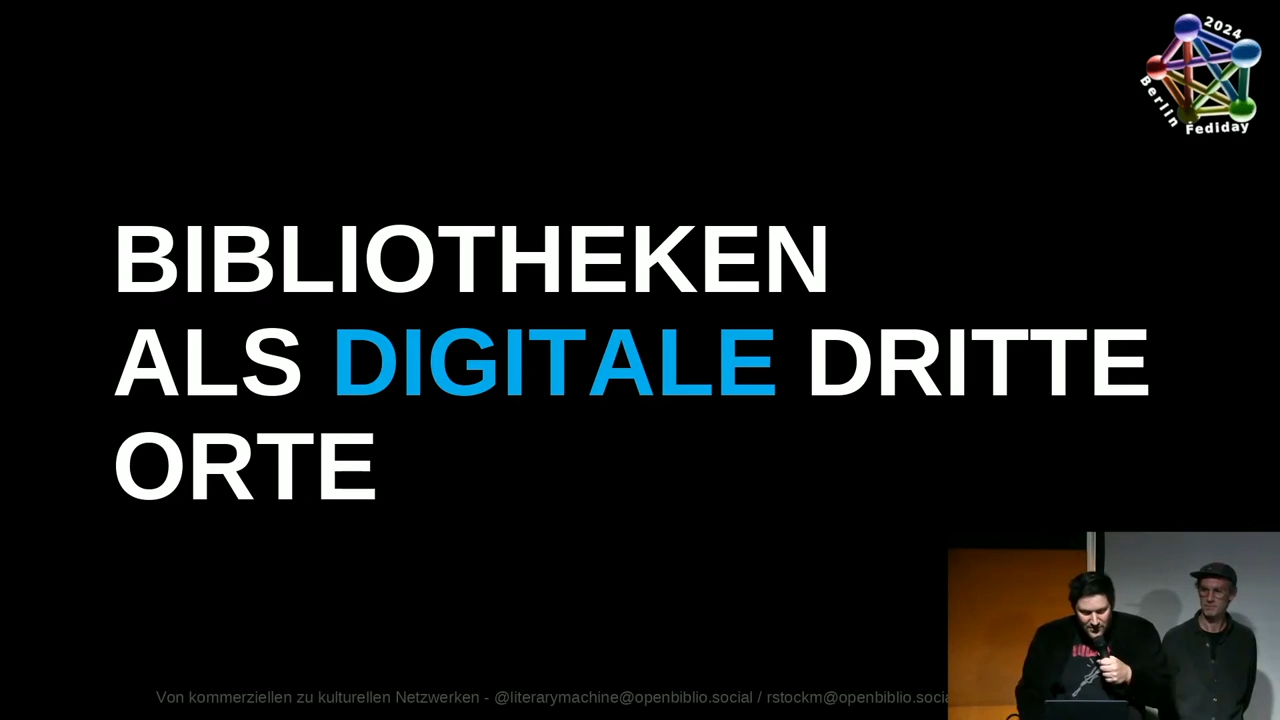 2024
Berlin Fediday
BIBLIOTHEKEN
ALS DIGITALE DRITTE
ORTE
Von kommerziellen zu kulturellen Netzwerken - @literarymachine@openbiblio.social / rstockm@openbiblio.socia